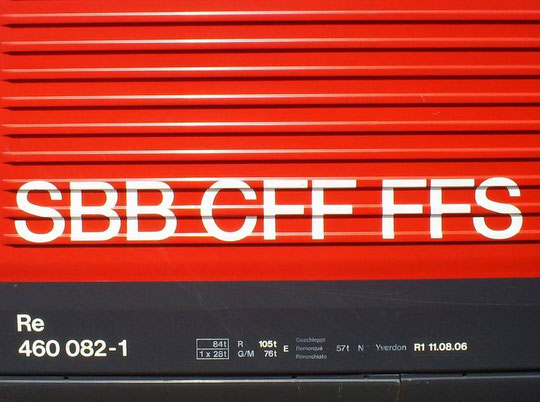 SBB CFF FFS
Re
460 082-1
84t R 105t E Geschleppt Remorqué Rimorchiato 57t N Yverdon R1 11.08.06
1 x 28t G/M 76t